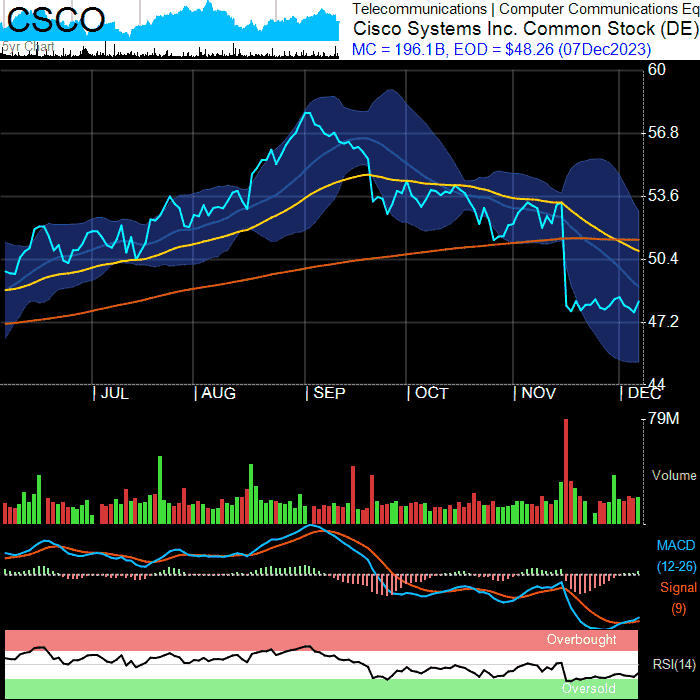 CSCO
5yr Chart
Telecommunications | Computer Communications Eq
Cisco Systems Inc. Common Stock (DE)
MC = 196.1B, EOD = $48.26 (07Dec2023)
60
56.8
53.6
50.4
47.2
44
JUL AUG SEP OCT NOV DEC
79M
Volume
MACD
(12-26)
Signal
(9)
Overbought
RSI(14)
Oversold